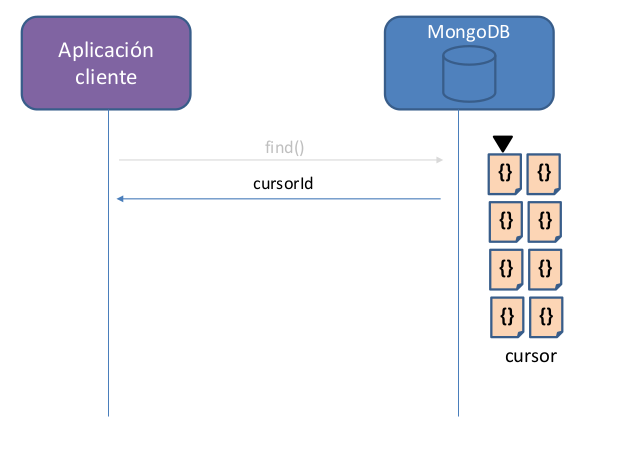 Aplicación
cliente
MongoDB
find()
cursorId
{} {}
{} {}
{} {}
{} {}
cursor